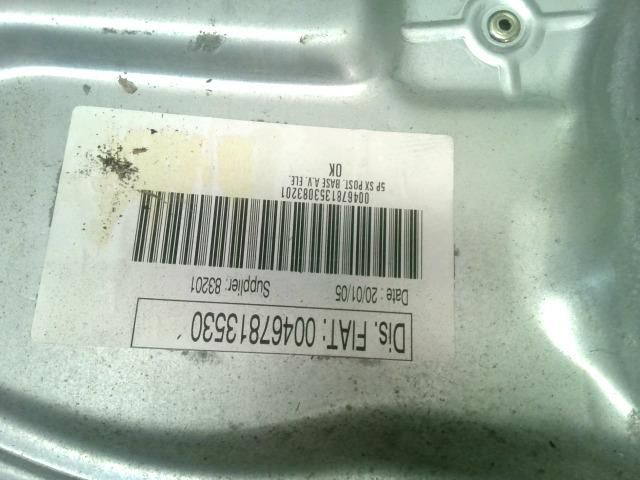 Dis. FIAT: 00467813530
Date : 20/01/05 Supplier: 83201
0046781353083201
5P SX POST. BASE A.V. ELE.
OK